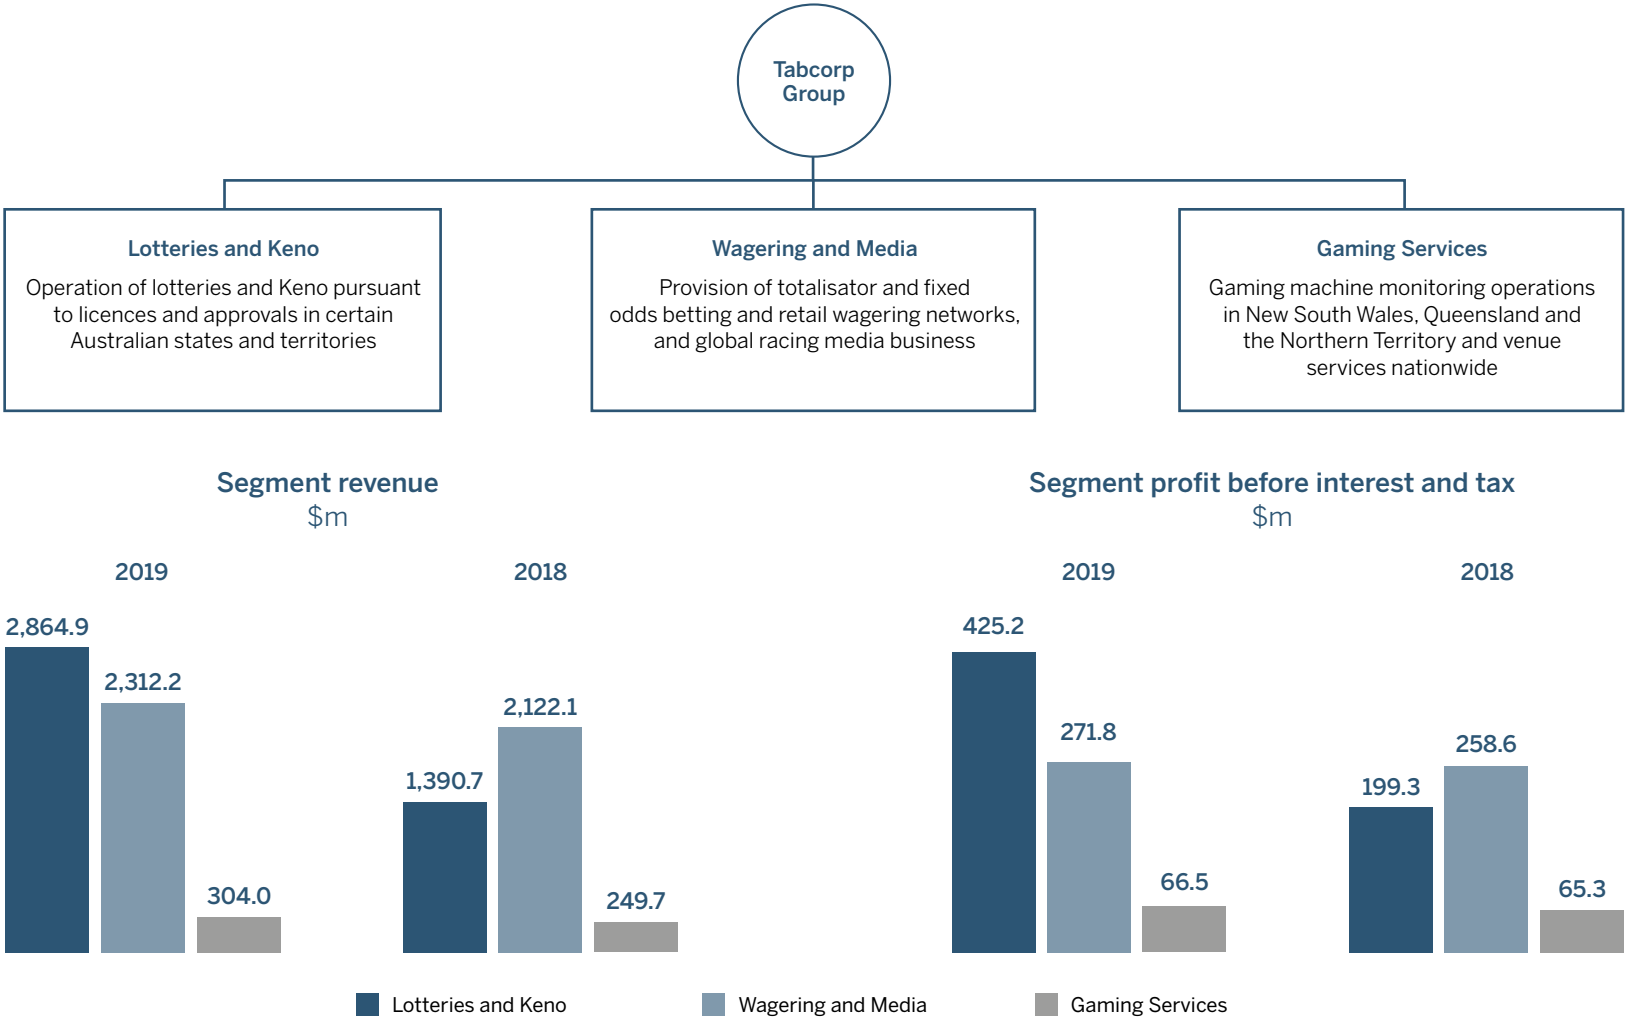 Tabcorp
Group
Lotteries and Keno
Operation of lotteries and Keno pursuant
to licences and approvals in certain
Australian states and territories
Wagering and Media
Provision of totalisator and fixed
odds betting and retail wagering networks,
and global racing media business
Gaming Services
Gaming machine monitoring operations
in New South Wales, Queensland and
the Northern Territory and venue
services nationwide
Segment revenue
$m
2019
2,864.9
2,312.2
304.0
2018
1,390.7
2,122.1
249.7
Segment profit before interest and tax
$m
2019
425.2
271.8
66.5
2018
199.3
258.6
65.3
Lotteries and Keno
Wagering and Media
Gaming Services